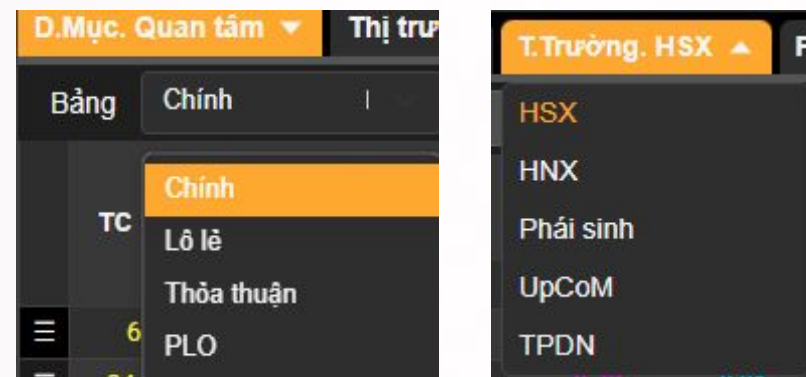 D.Mục. Quan tâm
Thị trư
Bảng
Chính
Chính
TC
Lô lẻ
Thỏa thuận
6
PLO
T.Trường. HSX
HSX
HNX
Phái sinh
UpCoM
TPDN